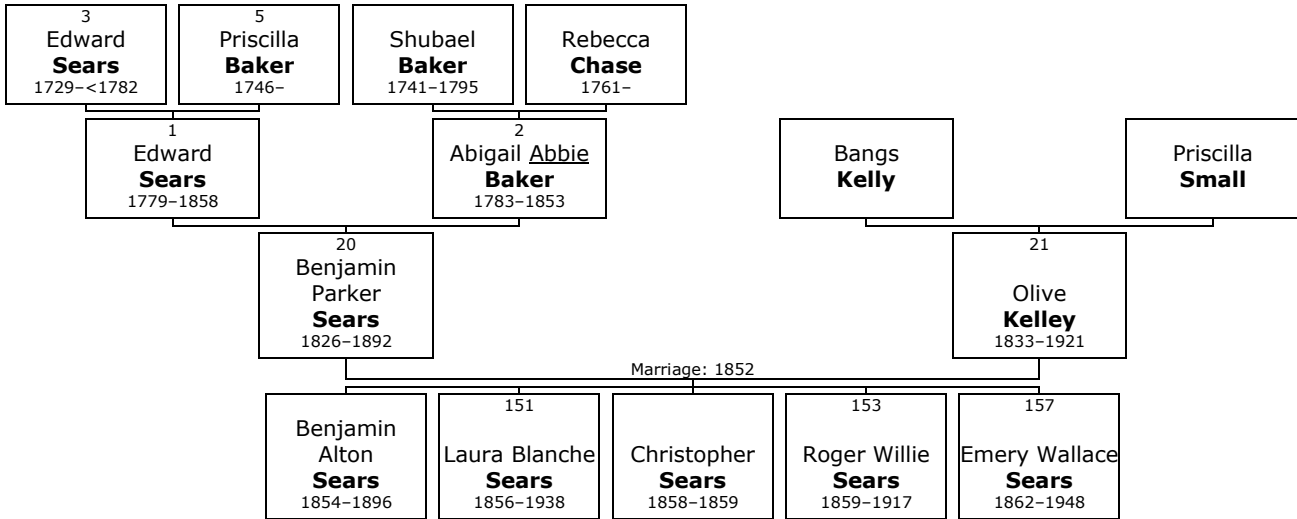 3
Edward
Sears
1729–<1782
5
Priscilla
Baker
1746–
Shubael
Baker
1741–1795
Rebecca
Chase
1761–
1
Edward
Sears
1779–1858
2
Abigail Abbie
Baker
1783–1853
Bangs
Kelly
Priscilla
Small
20
Benjamin
Parker
Sears
1826–1892
21
Olive
Kelley
1833–1921
Marriage: 1852
Benjamin
Alton
Sears
1854–1896
151
Laura Blanche
Sears
1856–1938
Christopher
Sears
1858–1859
153
Roger Willie
Sears
1859–1917
157
Emery Wallace
Sears
1862–1948